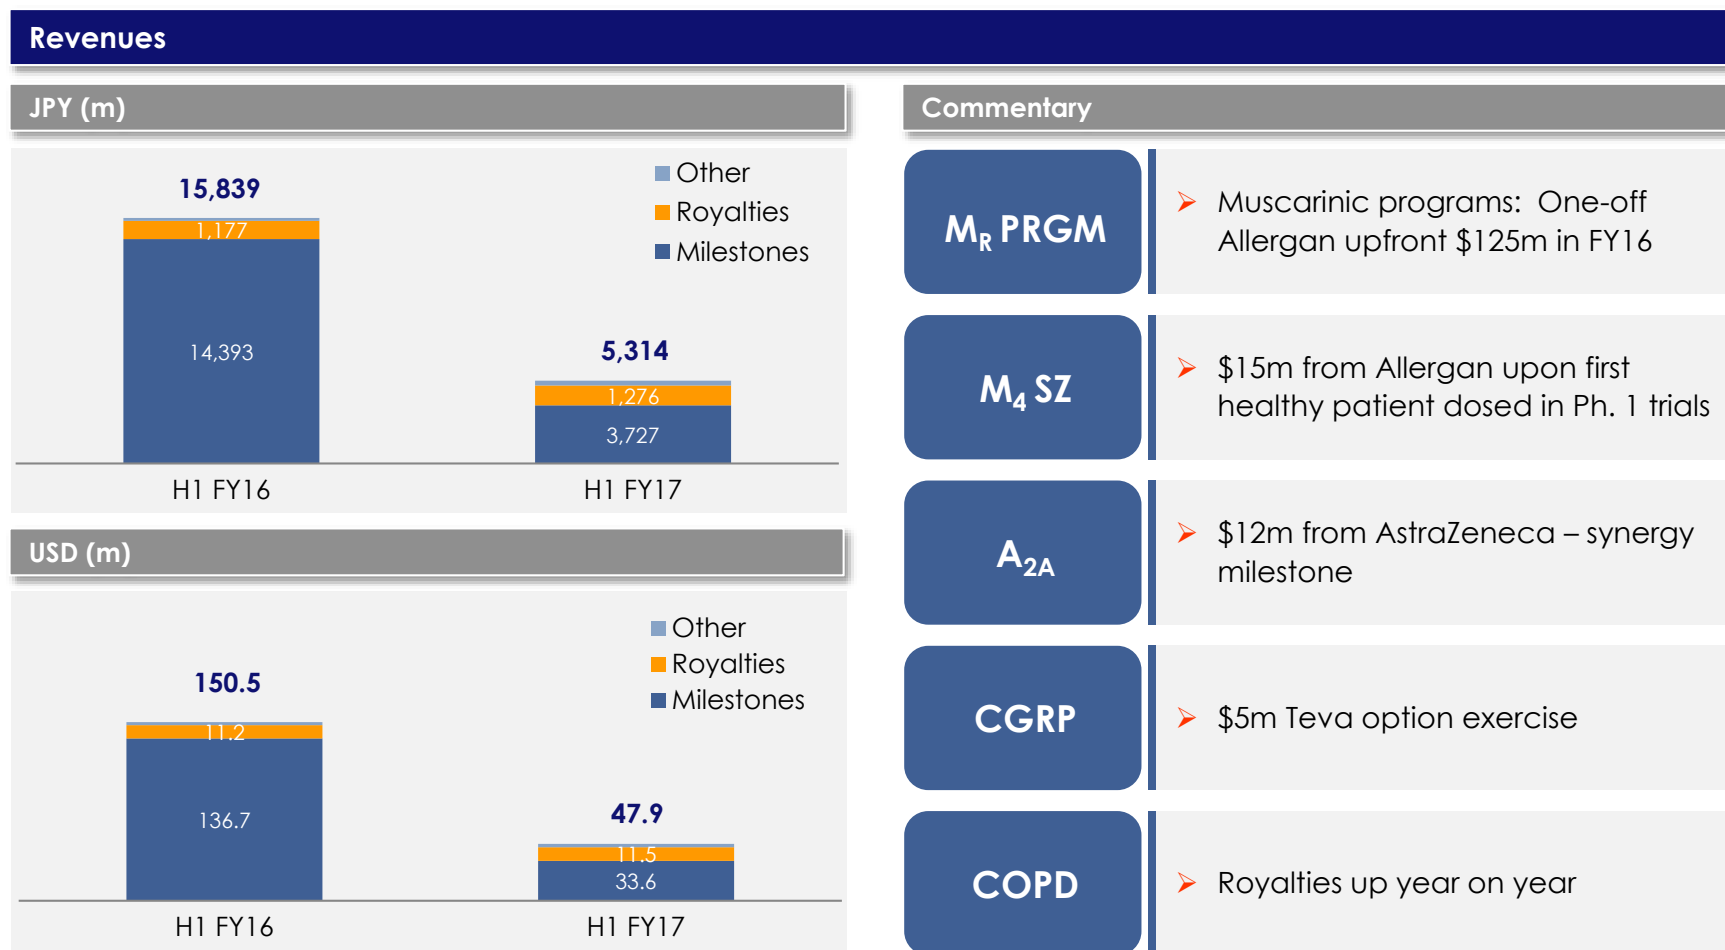 Revenues
JPY (m)
15,839
1,177
14,393
5,314
1,276
3,727
Other
Royalties
Milestones
H1 FY16
H1 FY17
USD (m)
150.5
11.2
136.7
47.9
11.5
33.6
Other
Royalties
Milestones
H1 FY16
H1 FY17
Commentary
MR PRGM
Muscarinic programs: One-off
Allergan upfront $125m in FY16
M4 SZ
$15m from Allergan upon first
healthy patient dosed in Ph. 1 trials
A2A
$12m from AstraZeneca – synergy
milestone
CGRP
$5m Teva option exercise
COPD
Royalties up year on year